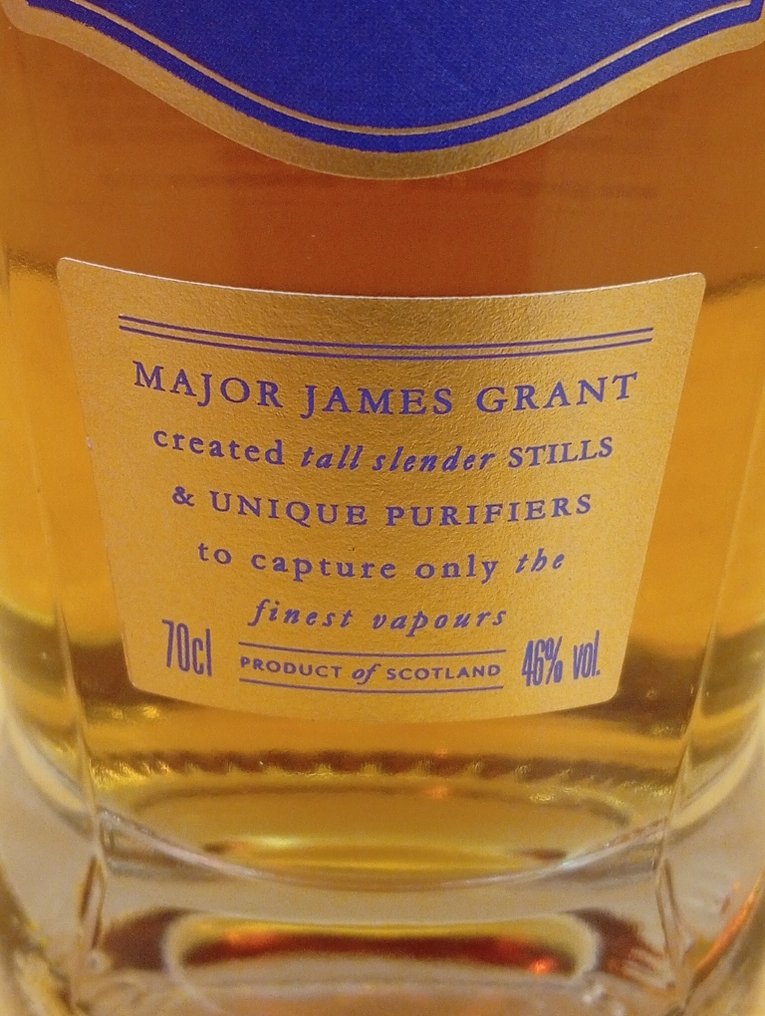 MAJOR JAMES GRANT
created tall slender STILLS
& UNIQUE PURIFIERS
to capture only the
finest vapours
70cl PRODUCT of SCOTLAND 46% vol.